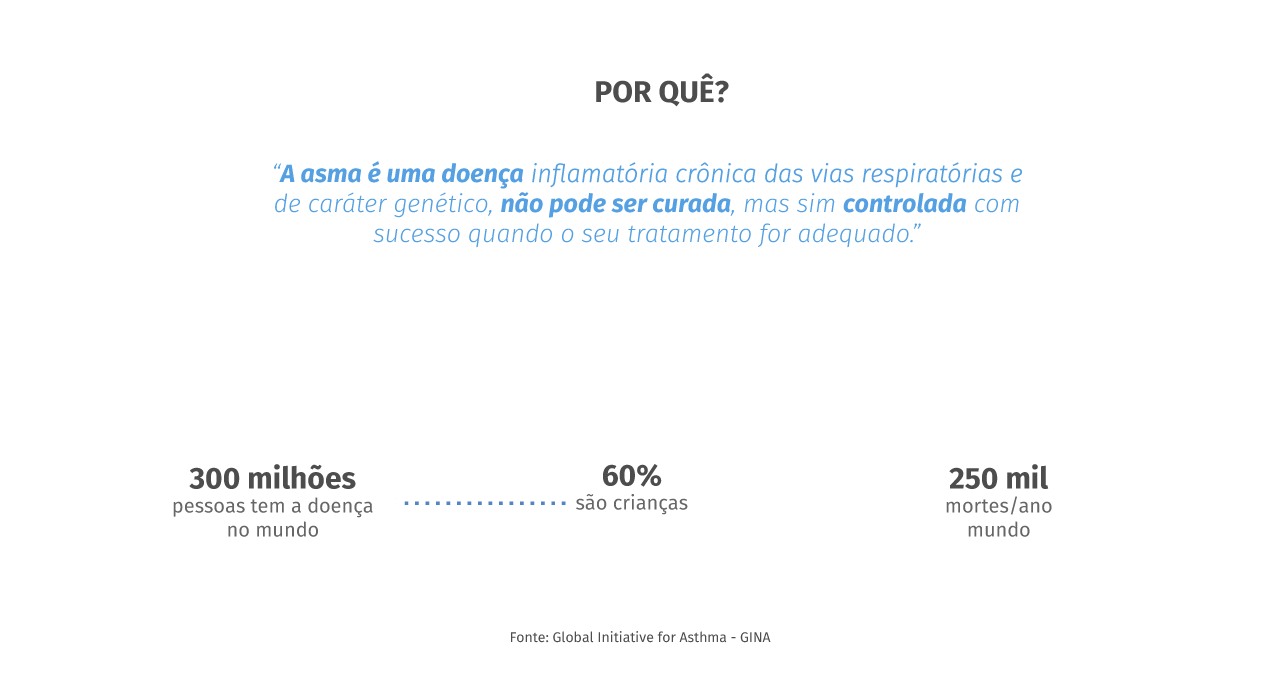 POR QUÊ?
“A asma é uma doença inflamatória crônica das vias respiratórias e
de caráter genético, não pode ser curada, mas sim controlada com
sucesso quando o seu tratamento for adequado.”
300 milhões
pessoas tem a doença
no mundo
60%
são crianças
250 mil
mortes/ano
mundo
Fonte: Global Initiative for Asthma - GINA